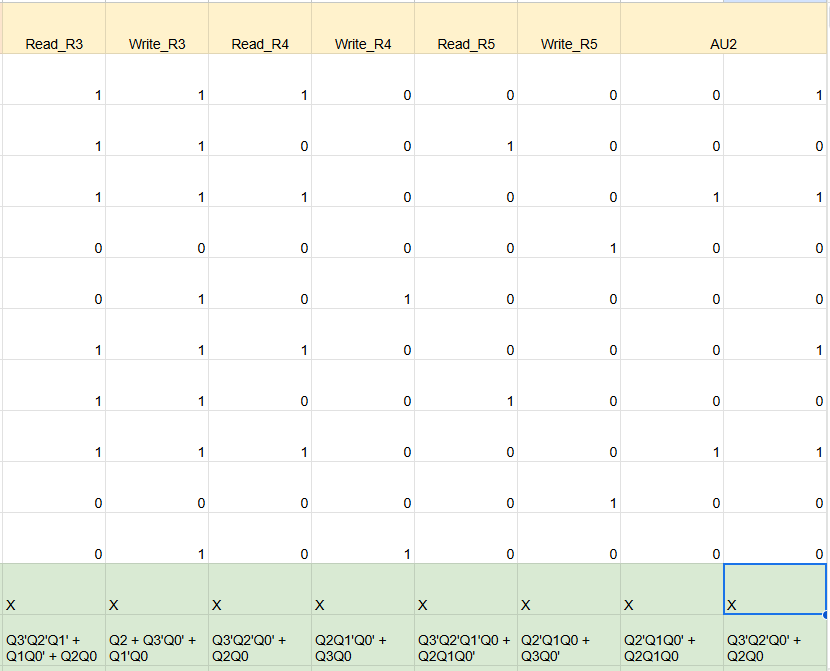 Read_R3 Write_R3 Read_R4 Write_R4 Read_R5 Write_R5 AU2
1 1 1 0 0 0 0 1
1 1 0 0 1 0 0 0
1 1 1 0 0 0 1 1
0 0 0 0 0 1 0 0
0 1 0 1 0 0 0 0
1 1 1 0 0 0 0 1
1 1 0 0 1 0 0 0
1 1 1 0 0 0 1 1
0 0 0 0 0 1 0 0
0 1 0 1 0 0 0 0
X X X X X X X X
Q3'Q2'Q1' + Q2 + Q3'Q0' + Q3'Q2'Q0' + Q2Q1'Q0' + Q3'Q2'Q1'Q0 + Q2'Q1Q0 + Q2'Q1Q0' + Q3'Q2'Q0' +
Q1Q0' + Q2Q0 Q1'Q0 Q2Q0 Q3Q0 Q2Q1Q0' Q3Q0' Q2Q1Q0 Q2Q0